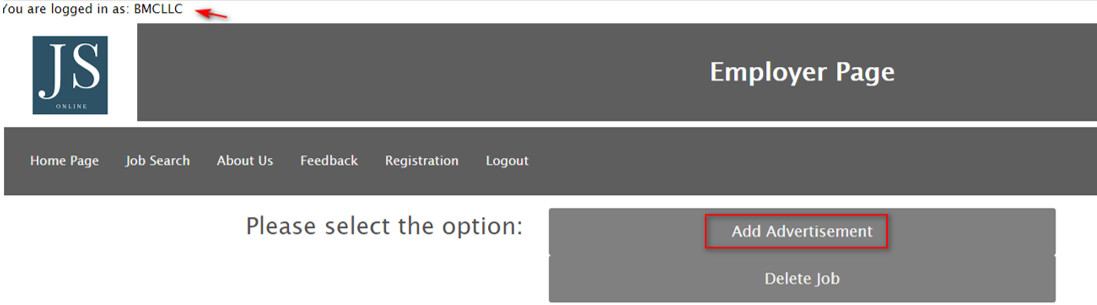 You are logged in as: BMCLLC
JS
ONLINE
Employer Page
Home Page Job Search About Us Feedback Registration Logout
Please select the option:
Add Advertisement
Delete Job